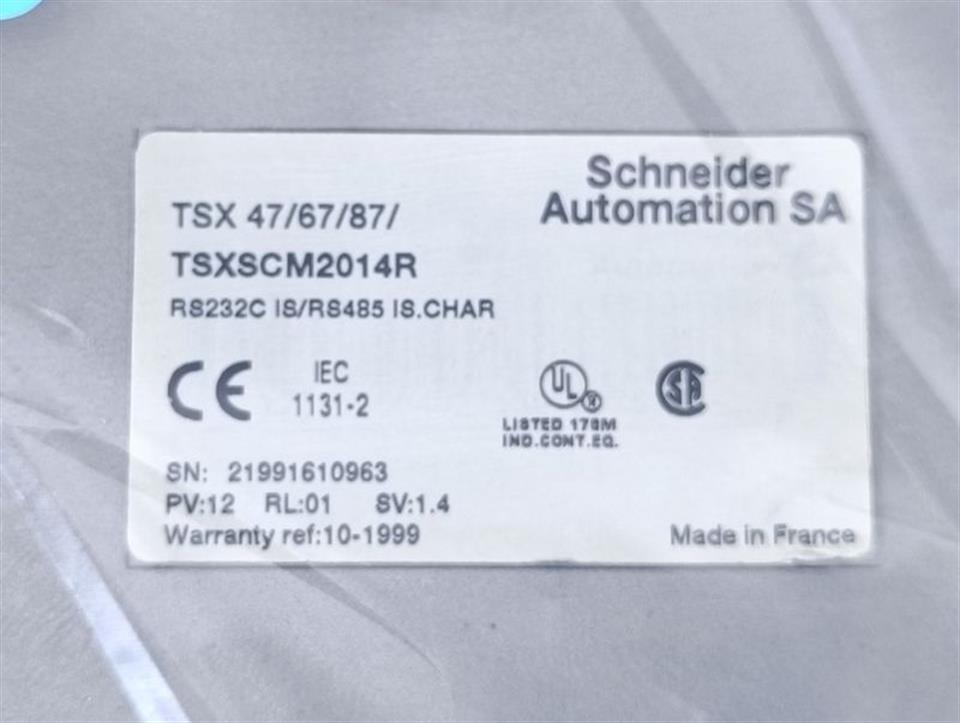 Schneider
Automation SA
TSX 47/67/87/
TSXSCM2014R
RS232C IS/RS485 IS.CHAR
CE
IEC
1131-2
UL ®
LISTED 170M
IND.CONT.EQ.
SA
SN: 21991610963
PV:12 RL:01 SV:1.4
Warranty ref:10-1999
Made in France